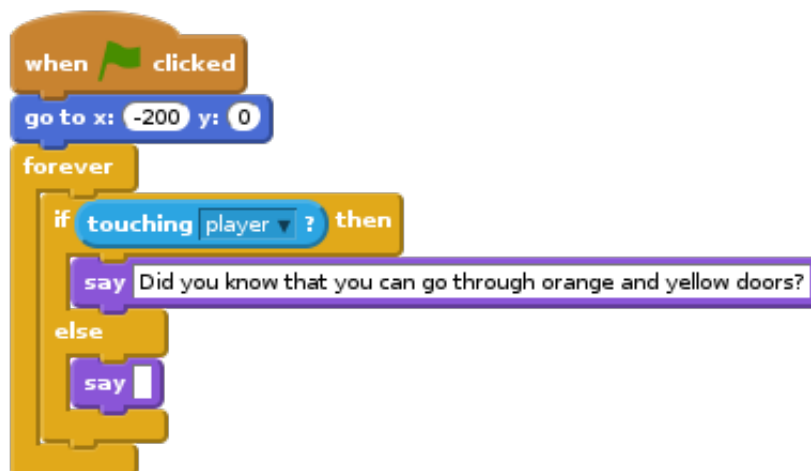 when clicked
go to x: -200 y: 0
forever
if touching player ? then
say Did you know that you can go through orange and yellow doors?
else
say